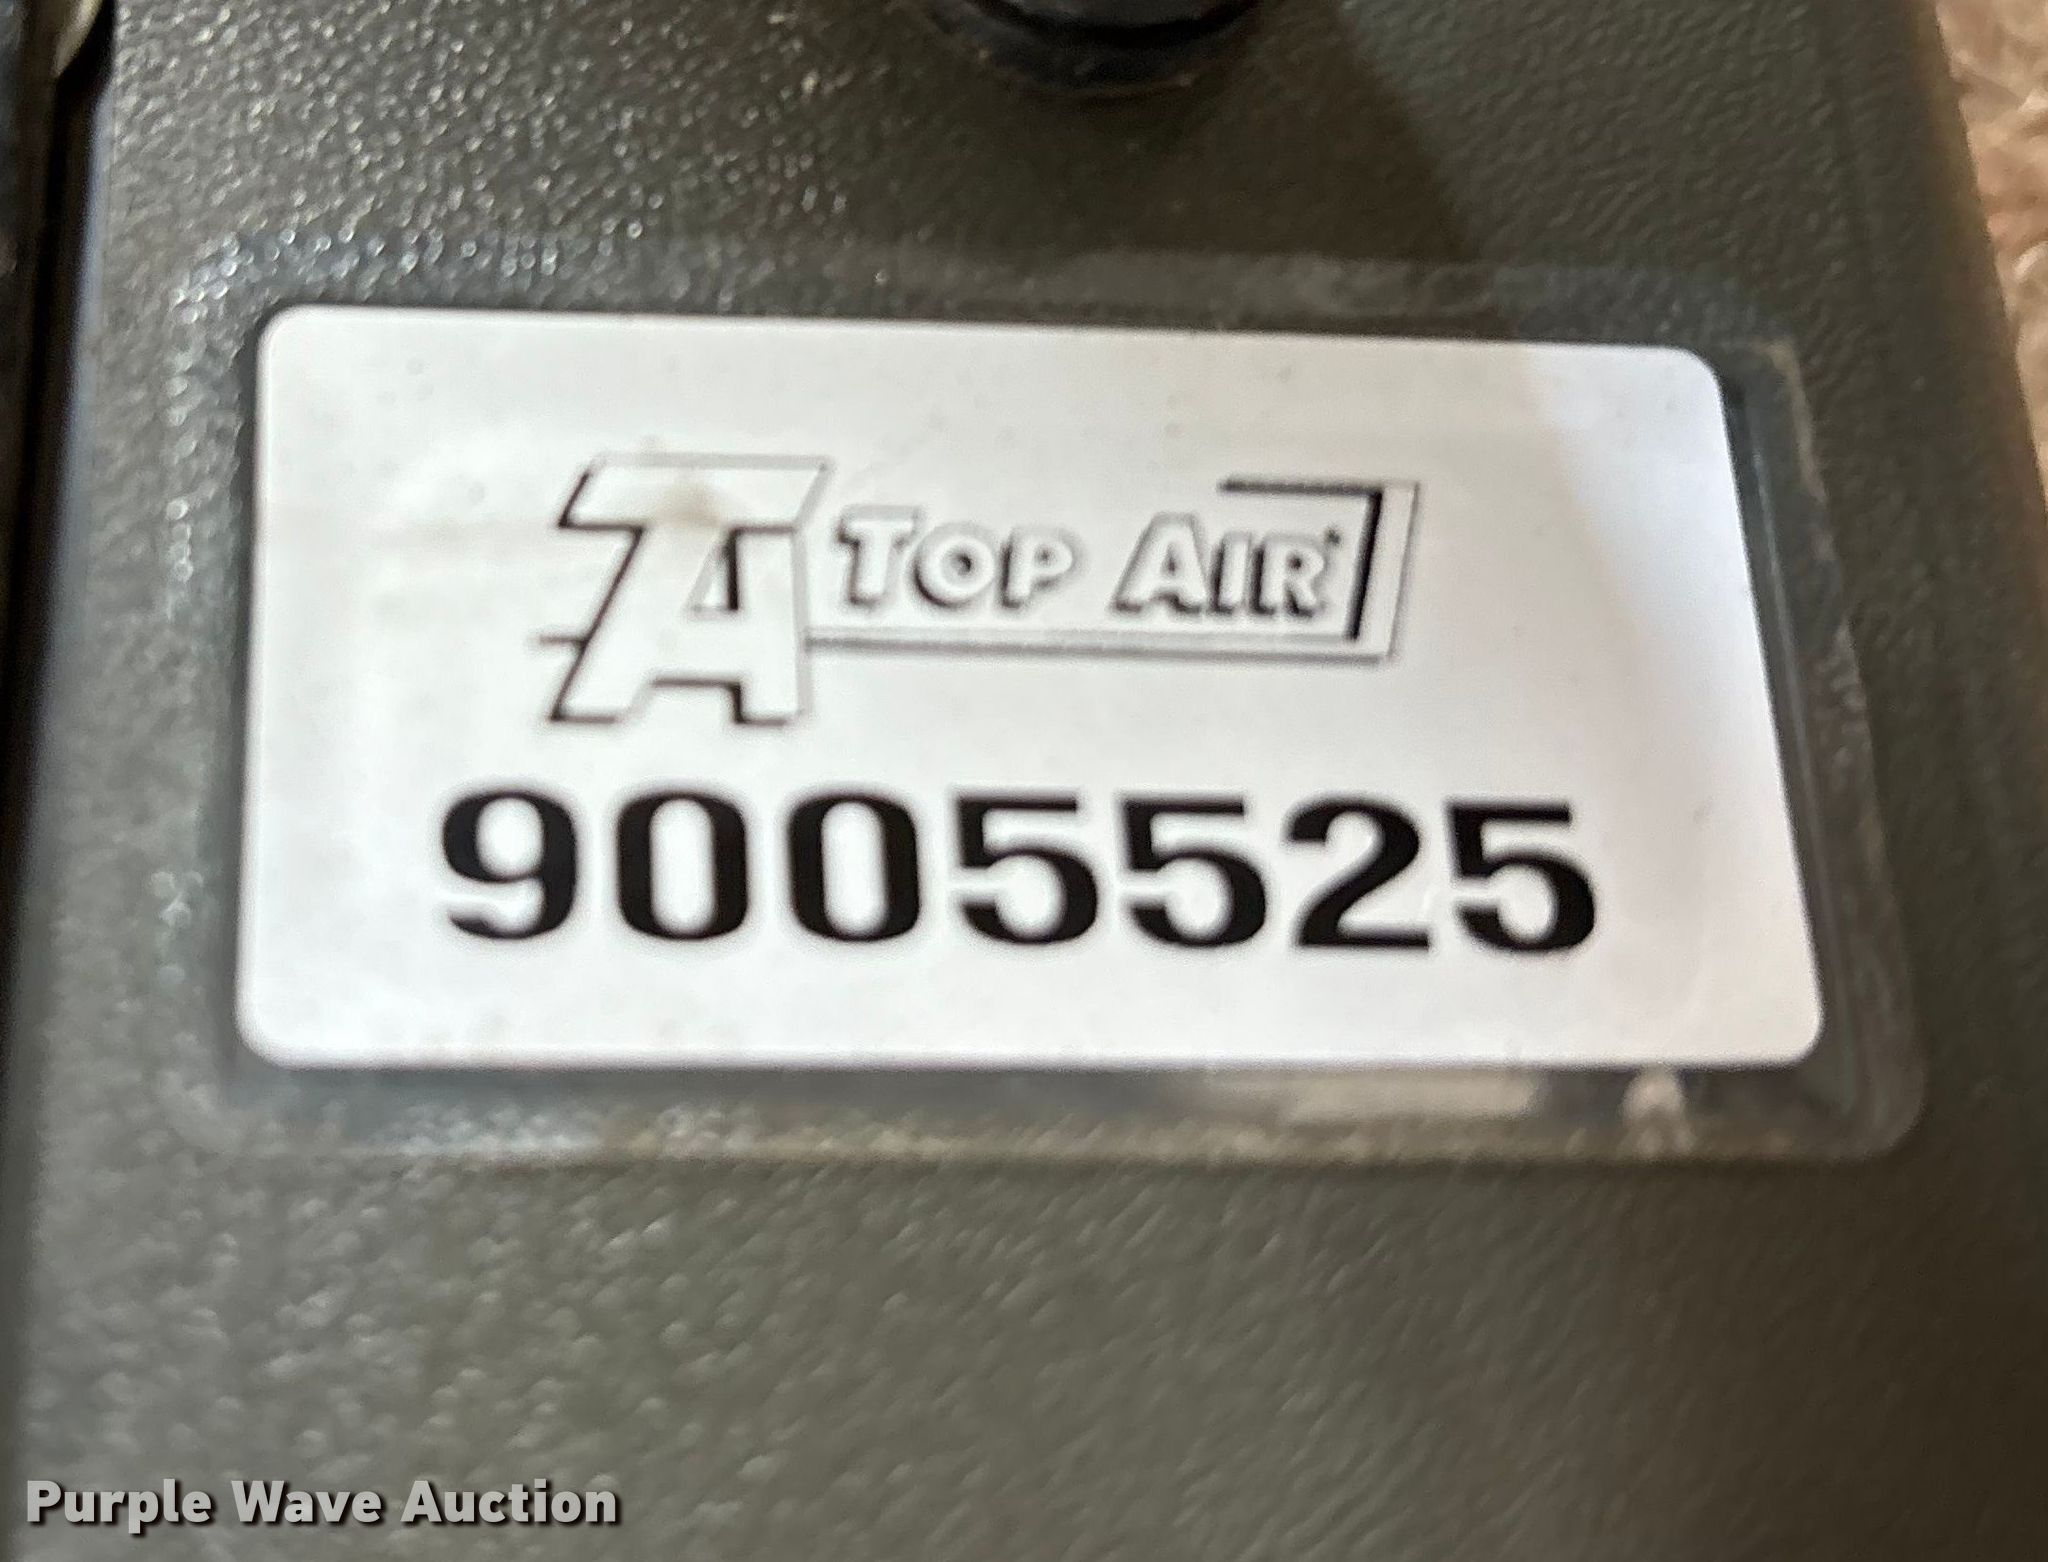 TA TOP AIR
9005525
Purple Wave Auction